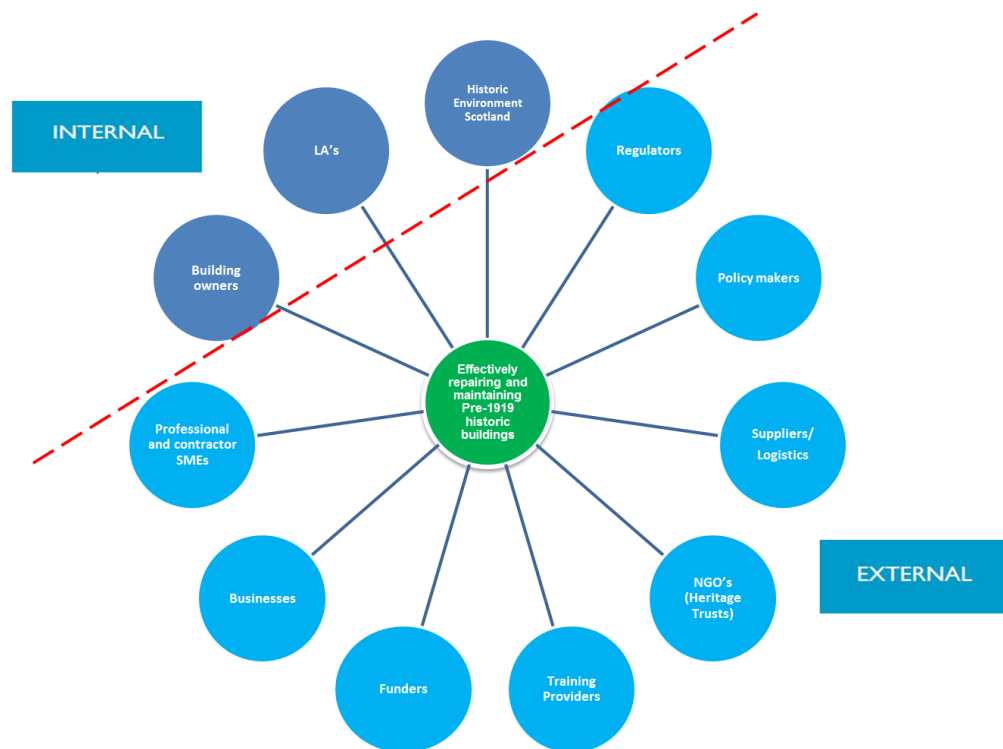 Historic
Environment
Scotland
INTERNAL
LA's
Regulators
Building
owners
Policy makers
Effectively
repairing and
maintaining
Pre-1919
historic
buildings
Professional
and contractor
SMEs
Suppliers/
Logistics
EXTERNAL
NGO's
(Heritage
Trusts)
Businesses
Funders
Training
Providers